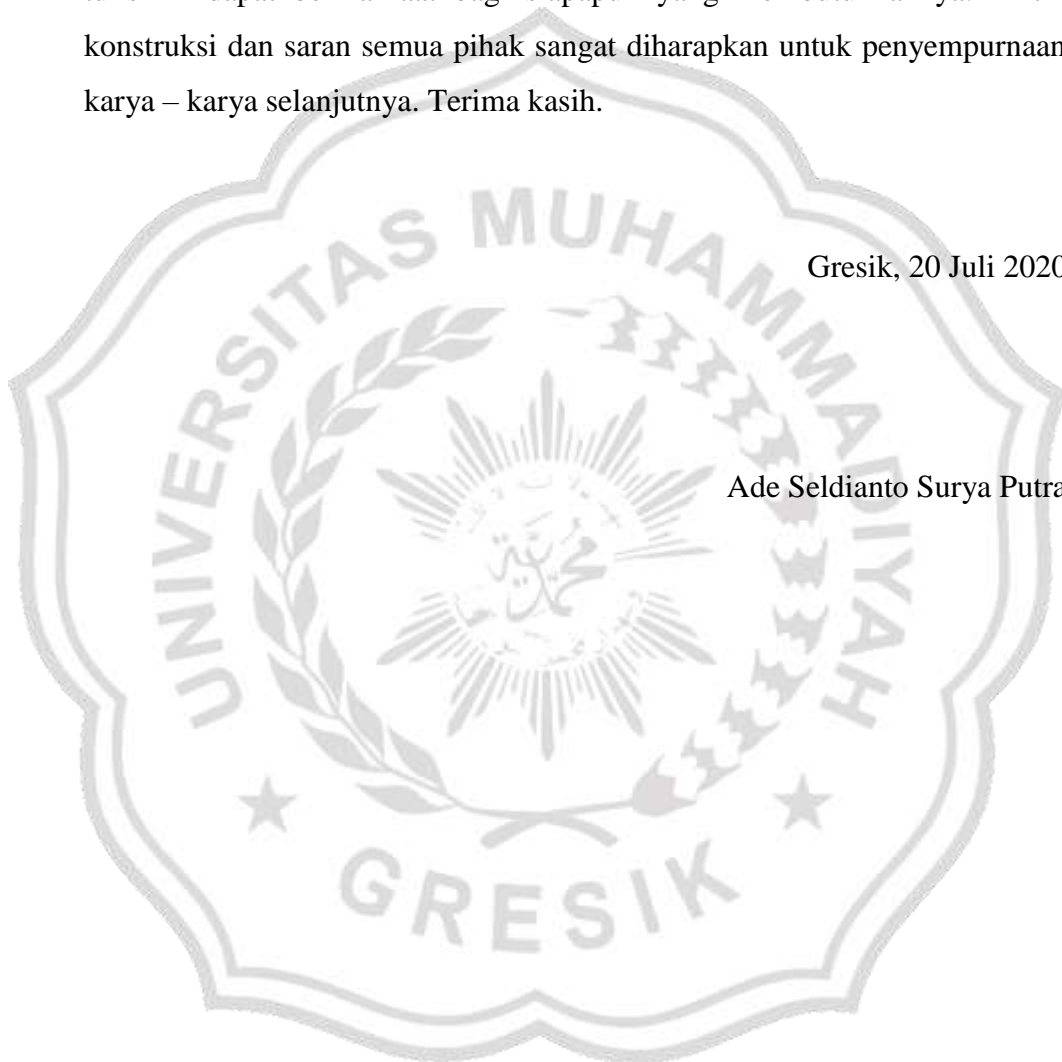 konstruksi dan saran semua pihak sangat diharapkan untuk penyempurnaan
karya – karya selanjutnya. Terima kasih.
UNIVERSITAS MUHAMMADIYAH
Gresik, 20 Juli 2020
Ade Seldianto Surya Putra
GRESIK